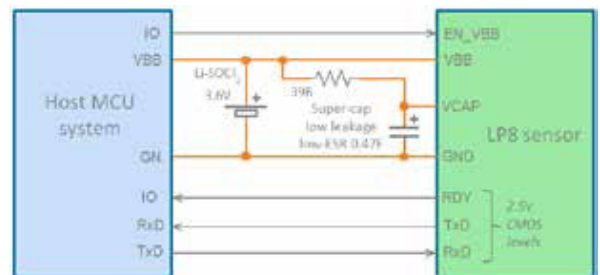 IO
EN_VBB
VBB
VBB
Li-SOCl2
3.6V
39R
Super-cap
low leakage
low ESR 0.47F
VCAP
Host MCU
system
LP8 sensor
GN
GND
IO
RDY
RxD
TxD
TxD
RxD
2.5V
CMOS
levels